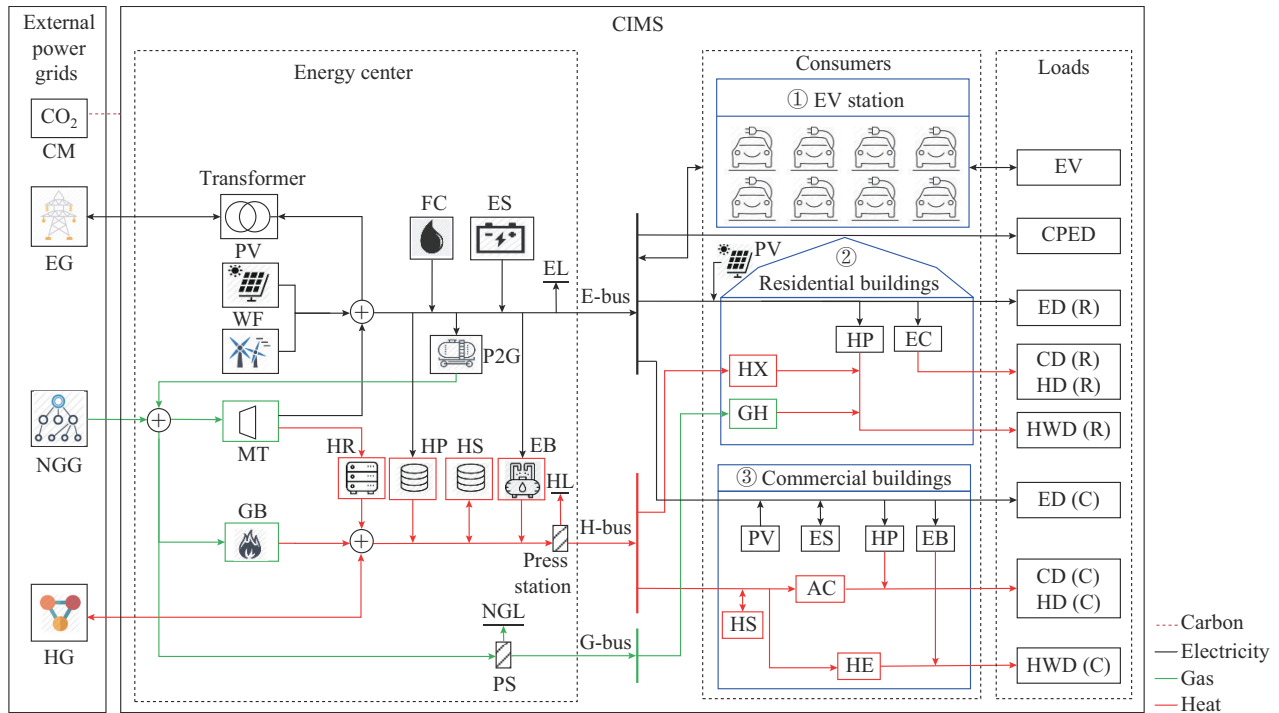 External
power
grids
CO₂
CM
EG
NGG
HG
CIMS
Energy center
Transformer
PV
WF
FC
ES
EL
E-bus
P2G
MT
HR
HP
HS
EB
HL
GB
H-bus
Press
station
NGL
PS
G-bus
Consumers
① EV station
PV
②
Residential buildings
HP
EC
HX
GH
③ Commercial buildings
PV
ES
HP
EB
AC
HS
HE
Loads
EV
CPED
ED (R)
CD (R)
HD (R)
HWD (R)
ED (C)
CD (C)
HD (C)
HWD (C)
Carbon
Electricity
Gas
Heat